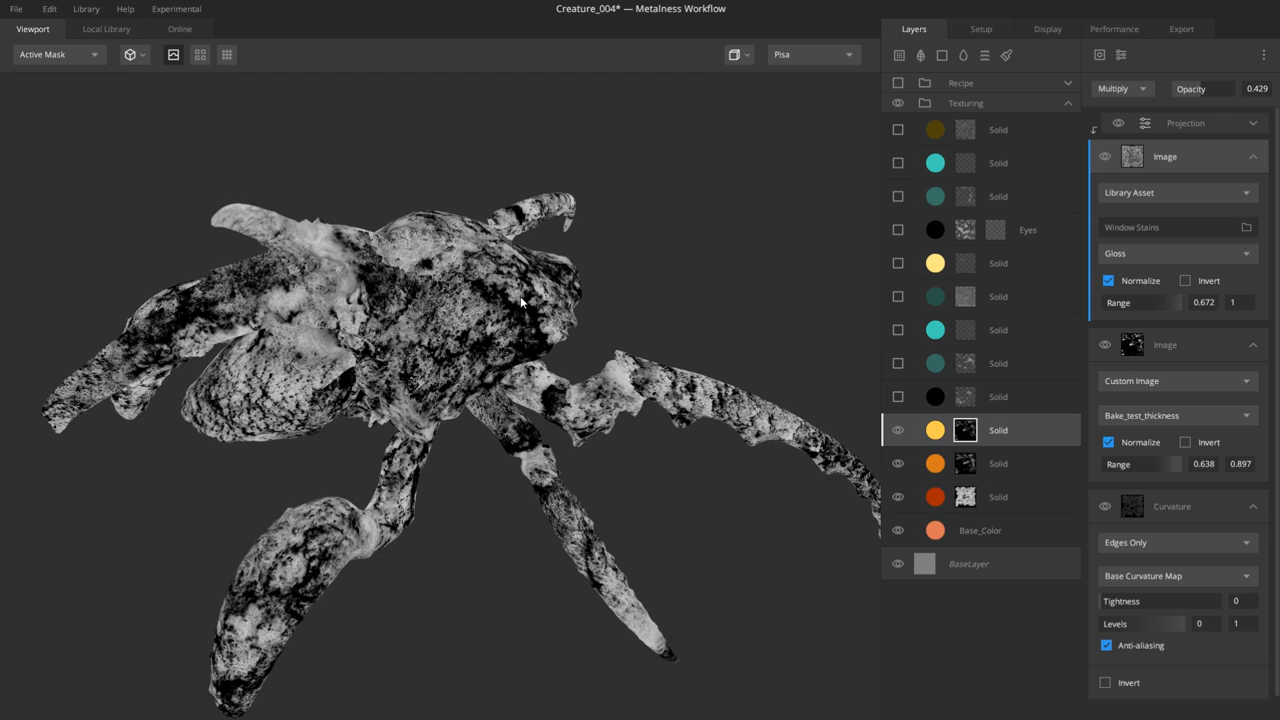 File Edit Library Help Experimental
Creature_004* — Metalness Workflow
Viewport Local Library Online
Active Mask
Pisa
Layers Setup Display Performance Export
Recipe
Texturing
Solid
Solid
Solid
Eyes
Solid
Solid
Solid
Solid
Solid
Solid
Solid
Solid
Base_Color
BaseLayer
Multiply Opacity 0.429
Projection
Image
Library Asset
Window Stains
Gloss
Normalize Invert
Range 0.672 1
Image
Custom Image
Bake_test_thickness
Normalize Invert
Range 0.638 0.897
Curvature
Edges Only
Base Curvature Map
Tightness 0
Levels 0 1
Anti-aliasing
Invert